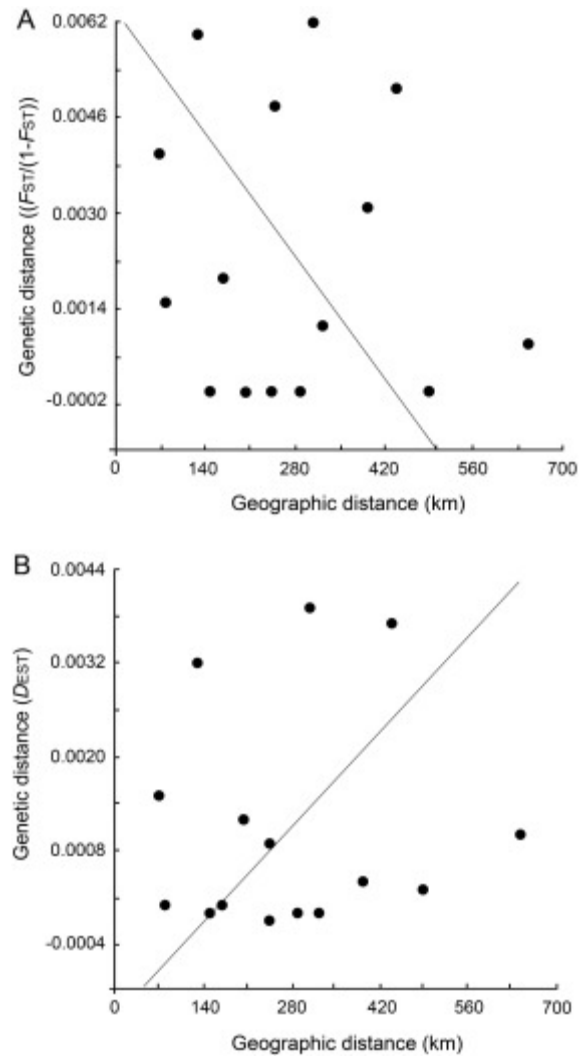 A
Genetic distance ((FST/(1-FST))
0.0062
0.0046
0.0030
0.0014
-0.0002
0 140 280 420 560 700
Geographic distance (km)
B
Genetic distance (DEST)
0.0044
0.0032
0.0020
0.0008
-0.0004
0 140 280 420 560 700
Geographic distance (km)